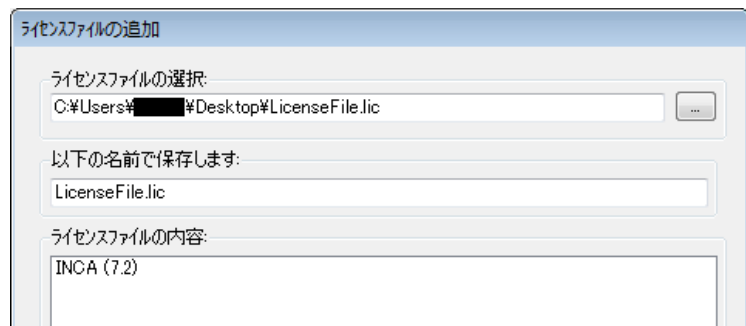 ライセンスファイルの追加
ライセンスファイルの選択:
C:¥Users¥ ¥Desktop¥LicenseFile.lic
...
以下の名前で保存します:
LicenseFile.lic
ライセンスファイルの内容:
INCA (7.2)